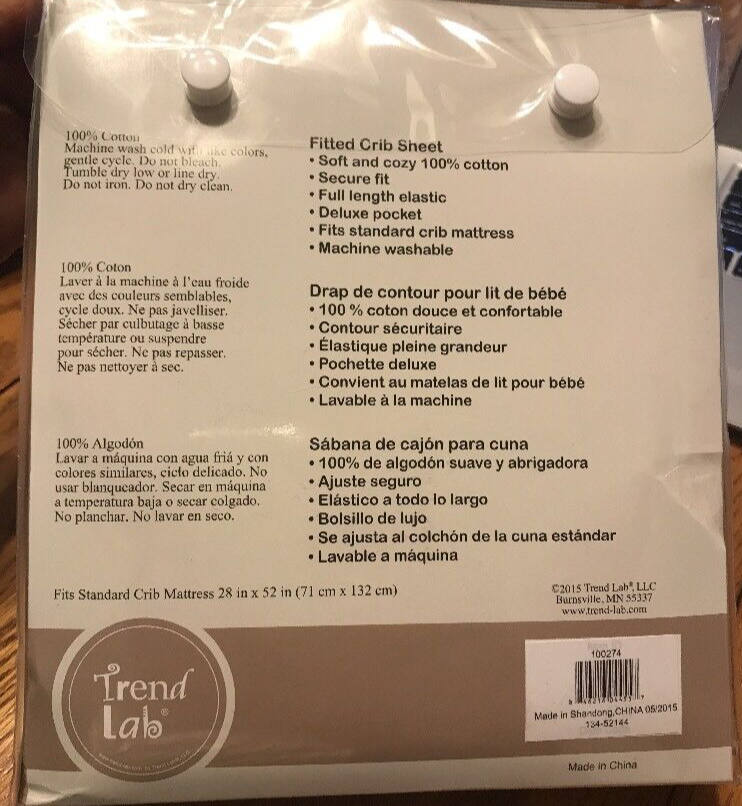 100% Cotton
Machine wash cold with like colors,
gentle cycle. Do not bleach.
Tumble dry low or line dry.
Do not iron. Do not dry clean.
Fitted Crib Sheet
• Soft and cozy 100% cotton
• Secure fit
• Full length elastic
• Deluxe pocket
• Fits standard crib mattress
• Machine washable
100% Coton
Laver à la machine à l'eau froide
avec des couleurs semblables,
cycle doux. Ne pas javelliser.
Sécher par culbutage à basse
température ou suspendre
pour sécher. Ne pas repasser.
Ne pas nettoyer à sec.
Drap de contour pour lit de bébé
• 100 % coton douce et confortable
• Contour sécuritaire
• Élastique pleine grandeur
• Pochette deluxe
• Convient au matelas de lit pour bébé
• Lavable à la machine
100% Algodón
Lavar a máquina con agua friá y con
colores similares, ciclo delicado. No
usar blanqueador. Secar en máquina
a temperatura baja o secar colgado.
No planchar. No lavar en seco.
Sábana de cajón para cuna
• 100% de algodón suave y abrigadora
• Ajuste seguro
• Elástico a todo lo largo
• Bolsillo de lujo
• Se ajusta al colchón de la cuna estándar
• Lavable a máquina
Fits Standard Crib Mattress 28 in x 52 in (71 cm x 132 cm)
©2015 Trend Lab®, LLC
Burnsville, MN 55337
www.trend-lab.com
Trend
Lab®
100274
Made in Shandong,CHINA 05/2015
134-52144
Made in China